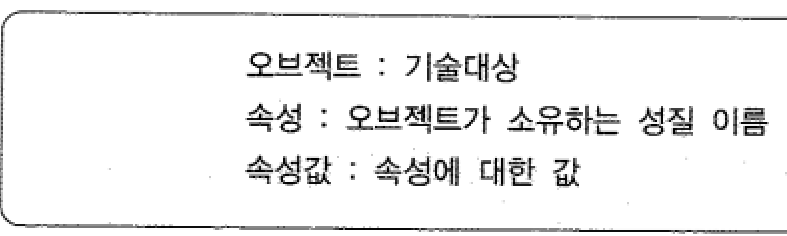 오브젝트 : 기술대상
속성 : 오브젝트가 소유하는 성질 이름
속성값 : 속성에 대한 값